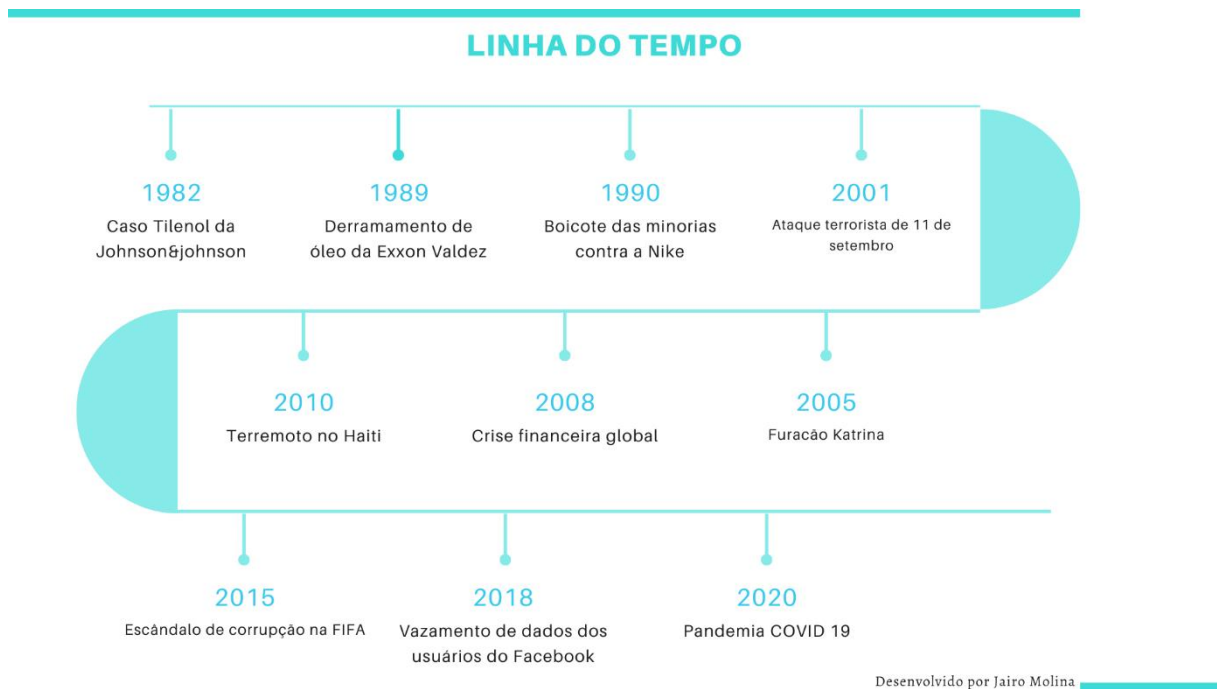 LINHA DO TEMPO
1982
Caso Tilenol da
Johnson&johnson
1989
Derramamento de
óleo da Exxon Valdez
1990
Boicote das minorias
contra a Nike
2001
Ataque terrorista de 11 de
setembro
2010
Terremoto no Haiti
2008
Crise financeira global
2005
Furacão Katrina
2015
Escândalo de corrupção na FIFA
2018
Vazamento de dados dos
usuários do Facebook
2020
Pandemia COVID 19
Desenvolvido por Jairo Molina